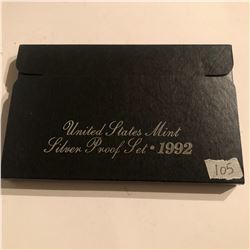 United States Mint
Silver Proof Set • 1992
105